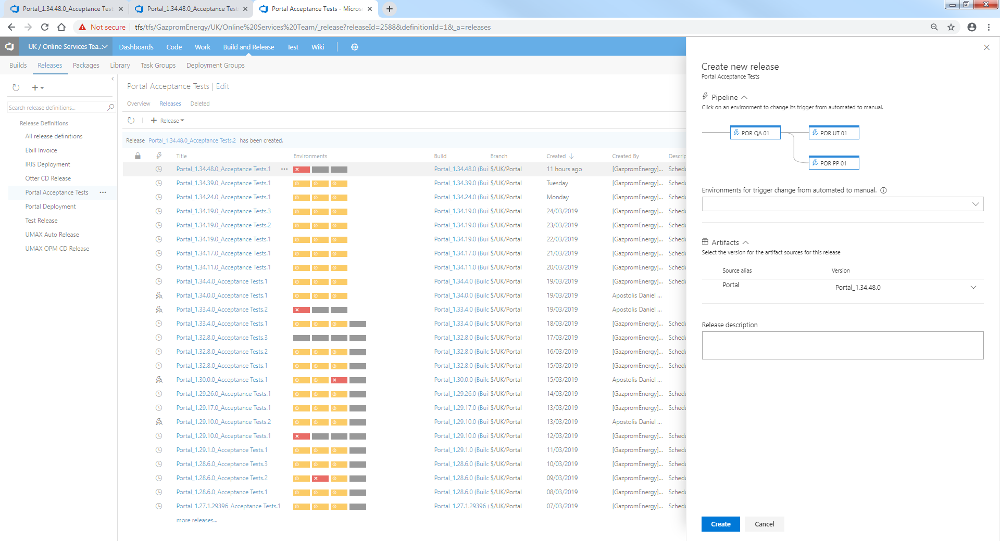 Portal_1.34.48.0_Acceptance Test
Portal_1.34.48.0_Acceptance Test
Portal Acceptance Tests - Micros
Not secure
tfs/tfs/GazpromEnergy/UK/Online%20Services%20Team/_release?releaseId=2588&definitionId=1&_a=releases
UK / Online Services Tea...
Dashboards
Code
Work
Build and Release
Test
Wiki
Builds
Releases
Packages
Library
Task Groups
Deployment Groups
Search release definitions...
Release Definitions
All release definitions
Ebill Invoice
IRIS Deployment
Otter CD Release
Portal Acceptance Tests
Portal Deployment
Test Release
UMAX Auto Release
UMAX OPM CD Release
Portal Acceptance Tests | Edit
Overview
Releases
Deleted
+ Release
Release Portal_1.34.48.0_Acceptance Tests.2 has been created.
Title Environments Build Branch Created Created By Descrip
Portal_1.34.48.0_Acceptance Tests.1 ... Portal_1.34.48.0 (Bui $/UK/Portal 11 hours ago [GazpromEnergy]... Schedu
Portal_1.34.39.0_Acceptance Tests.1 Portal_1.34.39.0 (Bui $/UK/Portal Tuesday [GazpromEnergy]... Schedu
Portal_1.34.24.0_Acceptance Tests.1 Portal_1.34.24.0 (Bui $/UK/Portal Monday [GazpromEnergy]... Schedu
Portal_1.34.19.0_Acceptance Tests.3 Portal_1.34.19.0 (Bui $/UK/Portal 24/03/2019 [GazpromEnergy]... Schedu
Portal_1.34.19.0_Acceptance Tests.2 Portal_1.34.19.0 (Bui $/UK/Portal 23/03/2019 [GazpromEnergy]... Schedu
Portal_1.34.19.0_Acceptance Tests.1 Portal_1.34.19.0 (Bui $/UK/Portal 22/03/2019 [GazpromEnergy]... Schedu
Portal_1.34.17.0_Acceptance Tests.1 Portal_1.34.17.0 (Bui $/UK/Portal 21/03/2019 [GazpromEnergy]... Schedu
Portal_1.34.11.0_Acceptance Tests.1 Portal_1.34.11.0 (Bui $/UK/Portal 20/03/2019 [GazpromEnergy]... Schedu
Portal_1.34.4.0_Acceptance Tests.1 Portal_1.34.4.0 (Builc $/UK/Portal 19/03/2019 [GazpromEnergy]... Schedu
Portal_1.34.0.0_Acceptance Tests.1 Portal_1.34.0.0 (Builc $/UK/Portal 19/03/2019 Apostolis Daniel ...
Portal_1.33.4.0_Acceptance Tests.2 Portal_1.33.4.0 (Builc $/UK/Portal 19/03/2019 Apostolis Daniel ...
Portal_1.33.4.0_Acceptance Tests.1 Portal_1.33.4.0 (Builc $/UK/Portal 18/03/2019 [GazpromEnergy]... Schedu
Portal_1.32.8.0_Acceptance Tests.3 Portal_1.32.8.0 (Builc $/UK/Portal 17/03/2019 [GazpromEnergy]... Schedu
Portal_1.32.8.0_Acceptance Tests.2 Portal_1.32.8.0 (Builc $/UK/Portal 16/03/2019 [GazpromEnergy]... Schedu
Portal_1.32.8.0_Acceptance Tests.1 Portal_1.32.8.0 (Builc $/UK/Portal 15/03/2019 [GazpromEnergy]... Schedu
Portal_1.30.0.0_Acceptance Tests.1 Portal_1.30.0.0 (Builc $/UK/Portal 15/03/2019 Apostolis Daniel ...
Portal_1.29.26.0_Acceptance Tests.1 Portal_1.29.26.0 (Bui $/UK/Portal 14/03/2019 [GazpromEnergy]... Schedu
Portal_1.29.17.0_Acceptance Tests.1 Portal_1.29.17.0 (Bui $/UK/Portal 13/03/2019 [GazpromEnergy]... Schedu
Portal_1.29.10.0_Acceptance Tests.2 Portal_1.29.10.0 (Bui $/UK/Portal 13/03/2019 Apostolis Daniel ...
Portal_1.29.10.0_Acceptance Tests.1 Portal_1.29.10.0 (Bui $/UK/Portal 12/03/2019 [GazpromEnergy]... Schedu
Portal_1.29.1.0_Acceptance Tests.1 Portal_1.29.1.0 (Builc $/UK/Portal 11/03/2019 [GazpromEnergy]... Schedu
Portal_1.28.6.0_Acceptance Tests.3 Portal_1.28.6.0 (Builc $/UK/Portal 10/03/2019 [GazpromEnergy]... Schedu
Portal_1.28.6.0_Acceptance Tests.2 Portal_1.28.6.0 (Builc $/UK/Portal 09/03/2019 [GazpromEnergy]... Schedu
Portal_1.28.6.0_Acceptance Tests.1 Portal_1.28.6.0 (Builc $/UK/Portal 08/03/2019 [GazpromEnergy]... Schedu
Portal_1.27.1.29396_Acceptance Tests.1 Portal_1.27.1.29396 $/UK/Portal 07/03/2019 [GazpromEnergy]... Schedu
more releases...
Create new release
Portal Acceptance Tests
Pipeline
Click on an environment to change its trigger from automated to manual.
POR QA 01
POR UT 01
POR PP 01
Environments for trigger change from automated to manual.
Artifacts
Select the version for the artifact sources for this release
Source alias Version
Portal Portal_1.34.48.0
Release description
Create
Cancel